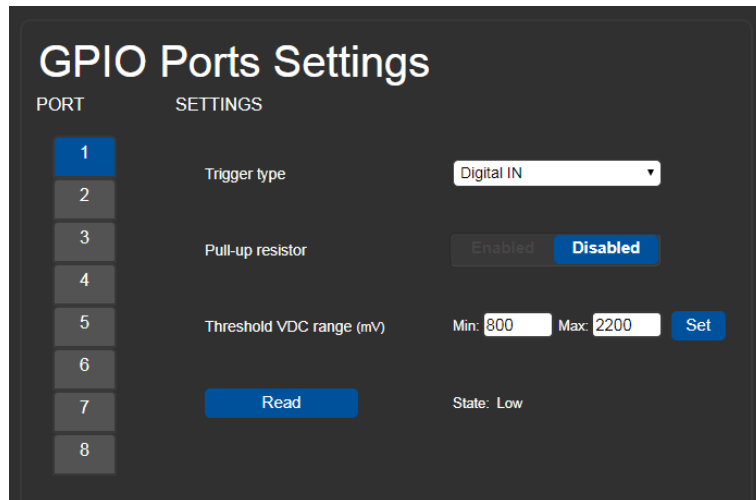 GPIO Ports Settings
PORT SETTINGS
1
Trigger type Digital IN
2
3
Pull-up resistor Enabled Disabled
4
5
Threshold VDC range (mV) Min: 800 Max: 2200 Set
6
7
Read State: Low
8